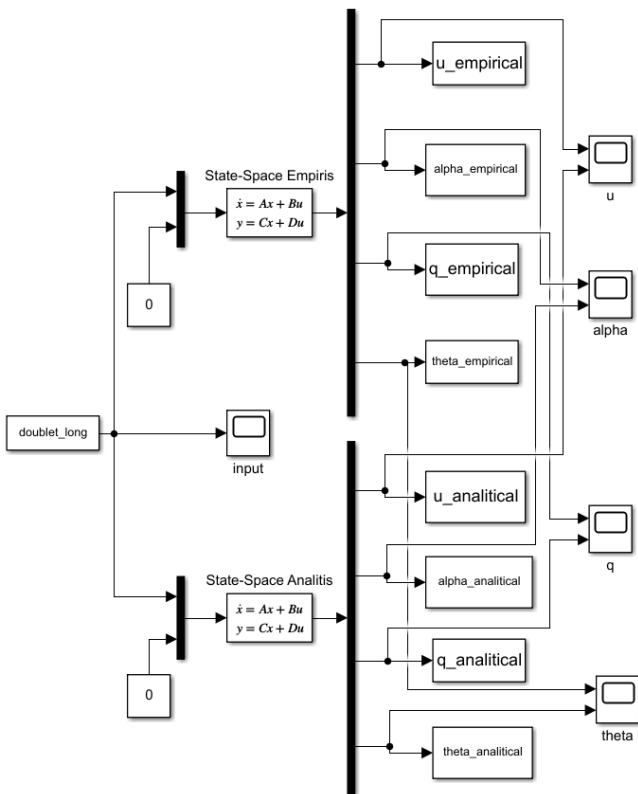 u_empirical
u
alpha_empirical
State-Space Empiris
ẋ = Ax + Bu
y = Cx + Du
q_empirical
0
alpha
theta_empirical
doublet_long
input
u_analitical
q
State-Space Analitis
ẋ = Ax + Bu
y = Cx + Du
alpha_analitical
q_analitical
0
theta
theta_analitical